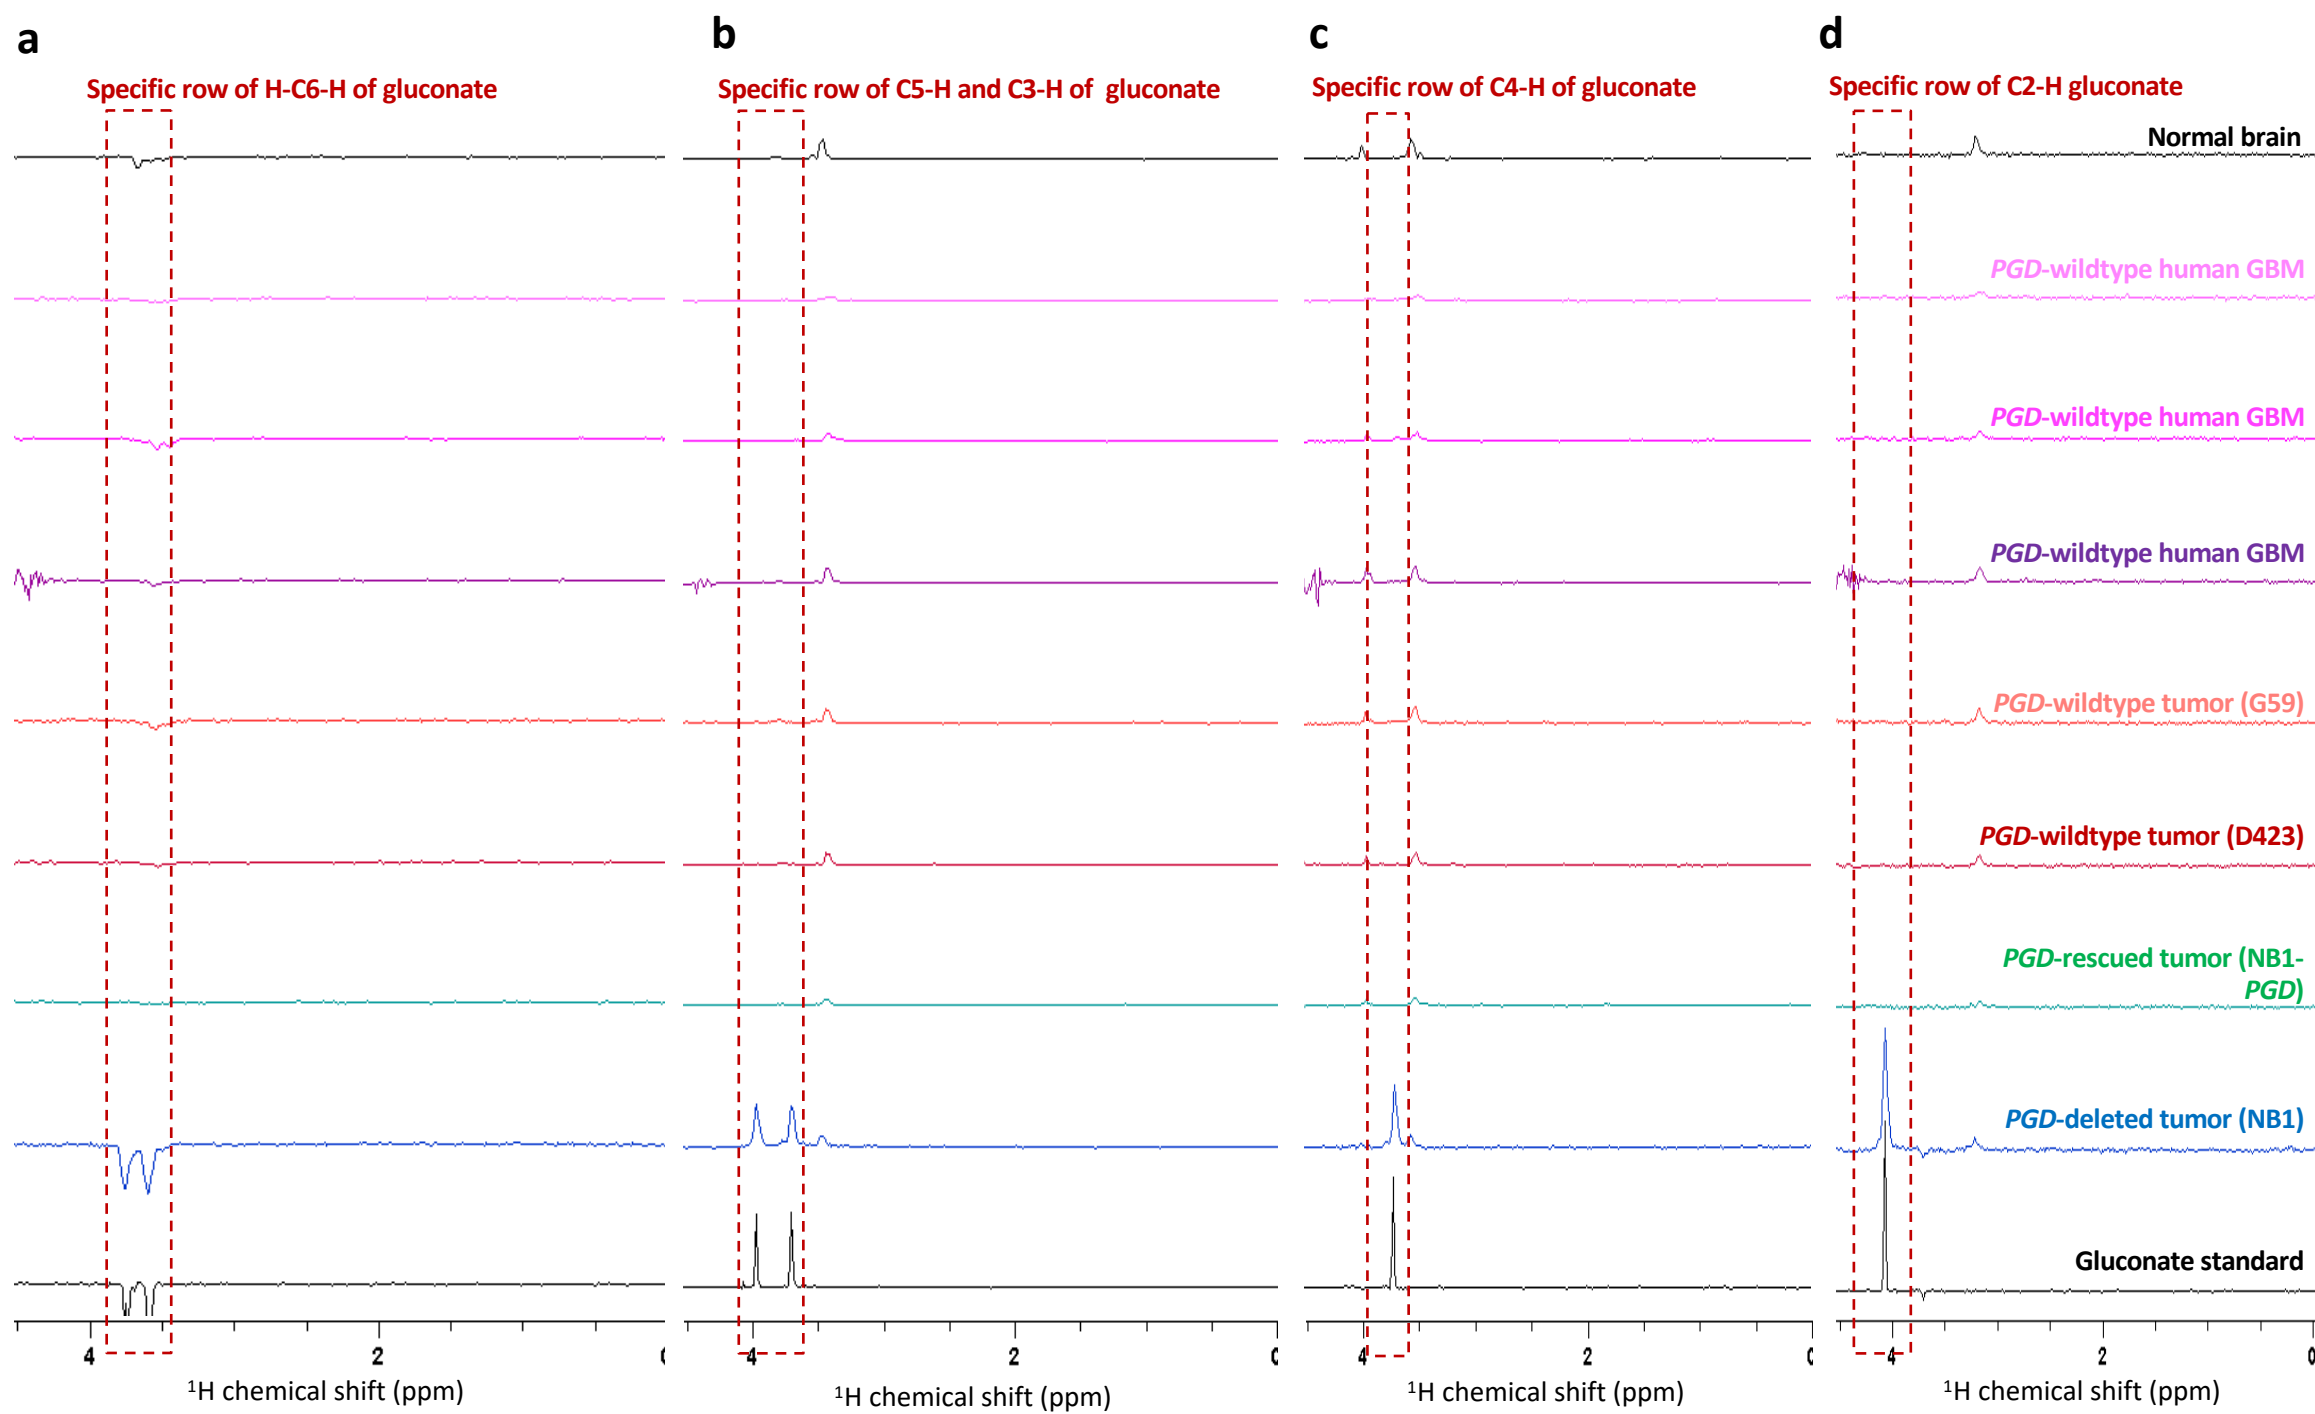 a
b
c
d
Specific row of H-C6-H of gluconate
Specific row of C5-H and C3-H of gluconate
Specific row of C4-H of gluconate
Specific row of C2-H gluconate
Normal brain
PGD-wildtype human GBM
PGD-wildtype human GBM
PGD-wildtype human GBM
PGD-wildtype tumor (G59)
PGD-wildtype tumor (D423)
PGD-rescued tumor (NB1-
PGD)
PGD-deleted tumor (NB1)
Gluconate standard
4 2 0
4 2 0
4 2 0
4 2 0
1H chemical shift (ppm)
1H chemical shift (ppm)
1H chemical shift (ppm)
1H chemical shift (ppm)